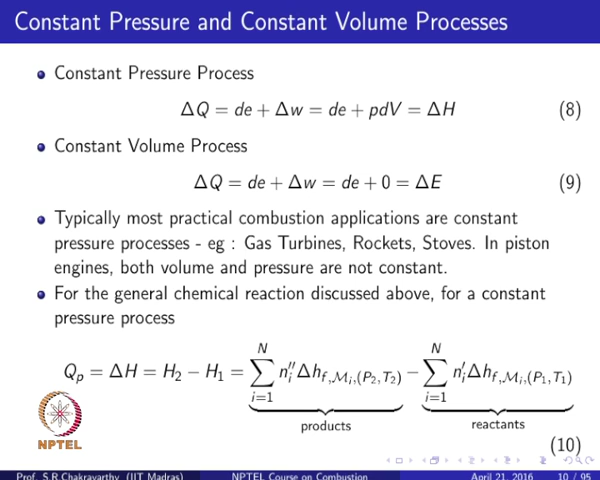 Constant Pressure and Constant Volume Processes
Constant Pressure Process
ΔQ = de + Δw = de + pdV = ΔH (8)
Constant Volume Process
ΔQ = de + Δw = de + 0 = ΔE (9)
Typically most practical combustion applications are constant
pressure processes - eg : Gas Turbines, Rockets, Stoves. In piston
engines, both volume and pressure are not constant.
For the general chemical reaction discussed above, for a constant
pressure process
Q_p = ΔH = H_2 − H_1 = \sum_{i=1}^{N} n_i'' Δh_{f,ℳ_i,(P_2,T_2)} − \sum_{i=1}^{N} n_i' Δh_{f,ℳ_i,(P_1,T_1)}
products reactants
(10)
NPTEL
Prof. S.R.Chakravarthy (IIT Madras) NPTEL Course on Combustion April 21, 2016 10 / 95